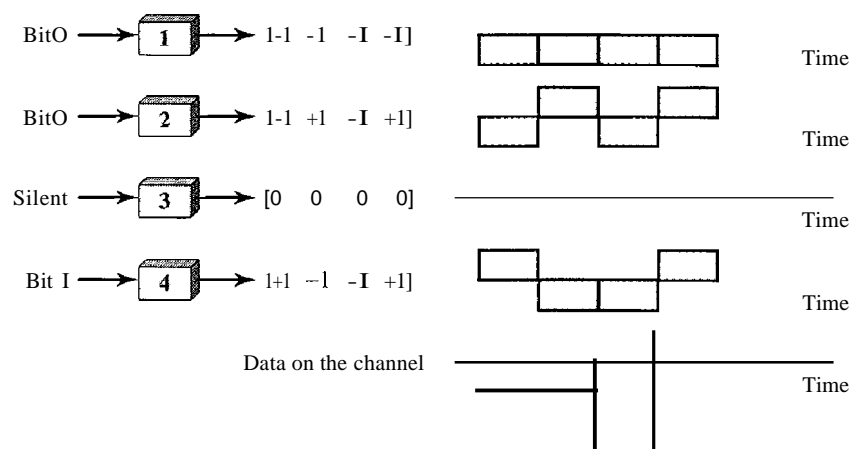 BitO 1 1-1 -1 -I -I]
Time
BitO 2 1-1 +1 -I +1]
Time
Silent 3 [0 0 0 0]
Time
Bit I 4 1+1 -1 -I +1]
Time
Data on the channel
Time